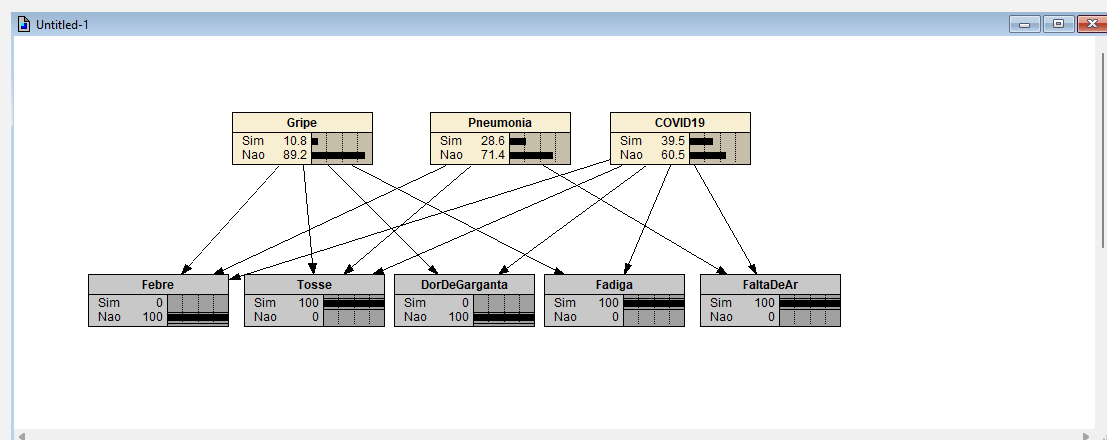 Untitled-1
Gripe
Sim 10.8
Nao 89.2
Pneumonia
Sim 28.6
Nao 71.4
COVID19
Sim 39.5
Nao 60.5
Febre
Sim 0
Nao 100
Tosse
Sim 100
Nao 0
DorDeGarganta
Sim 0
Nao 100
Fadiga
Sim 100
Nao 0
FaltaDeAr
Sim 100
Nao 0